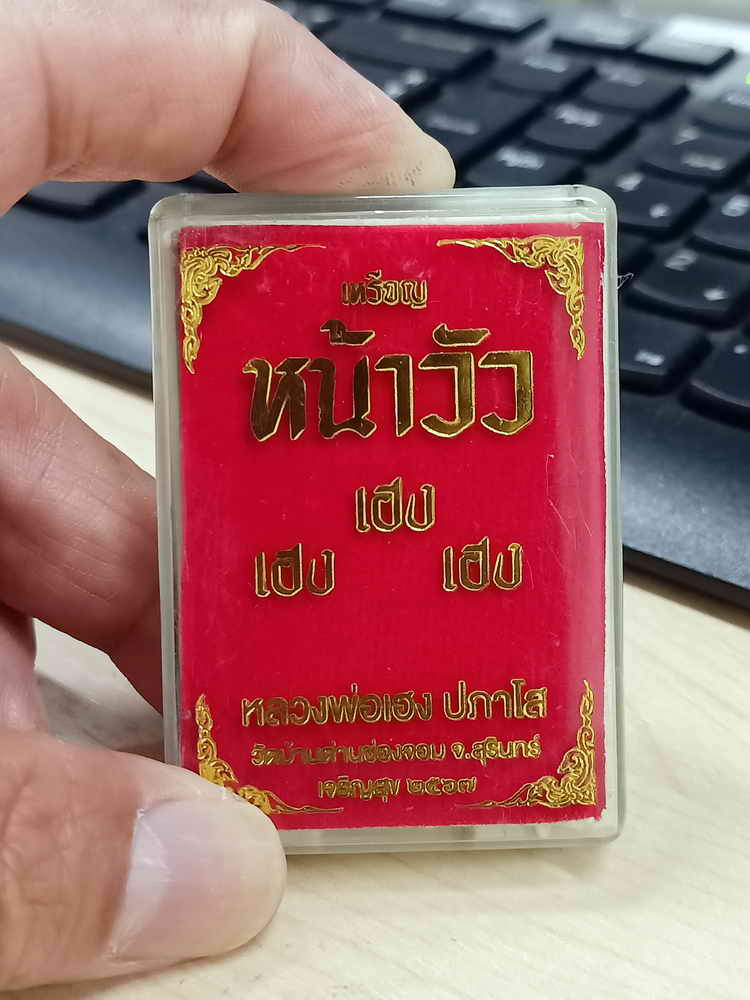 เหรียญ
หน้าวัว
เฮง
เฮง เฮง
หลวงพ่อเฮง ปภาโส
วัดบ้านด่านช่องจอม จ.สุรินทร์
เจริญสุข ๒๕๖๗